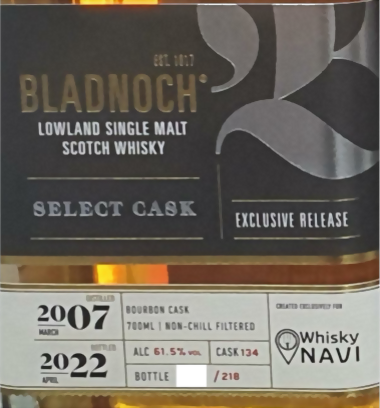 EST. 1817
BLADNOCH®
LOWLAND SINGLE MALT
SCOTCH WHISKY
SELECT CASK
EXCLUSIVE RELEASE
DISTILLED
2007
MARCH
BOTTLED
2022
APRIL
BOURBON CASK
700ML | NON-CHILL FILTERED
ALC 61.5% VOL
CASK 134
BOTTLE / 218
CREATED EXCLUSIVELY FOR
Whisky
NAVI